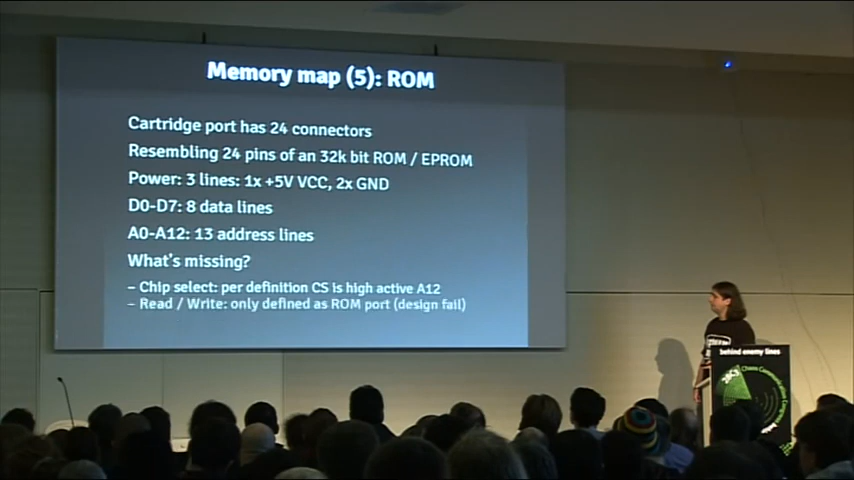 Memory map (5): ROM
Cartridge port has 24 connectors
Resembling 24 pins of an 32k bit ROM / EPROM
Power: 3 lines: 1x +5V VCC, 2x GND
D0-D7: 8 data lines
A0-A12: 13 address lines
What's missing?
– Chip select: per definition CS is high active A12
– Read / Write: only defined as ROM port (design fail)
behind enemy lines